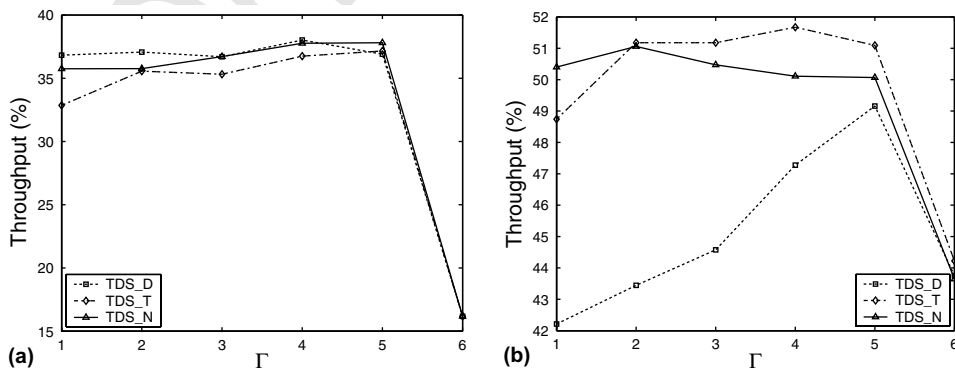 40
35
30
25
20
15
Throughput (%)
1 2 3 4 5 6
Γ
TDS_D
TDS_T
TDS_N
(a)
52
51
50
49
48
47
46
45
44
43
42
Throughput (%)
1 2 3 4 5 6
Γ
TDS_D
TDS_T
TDS_N
(b)